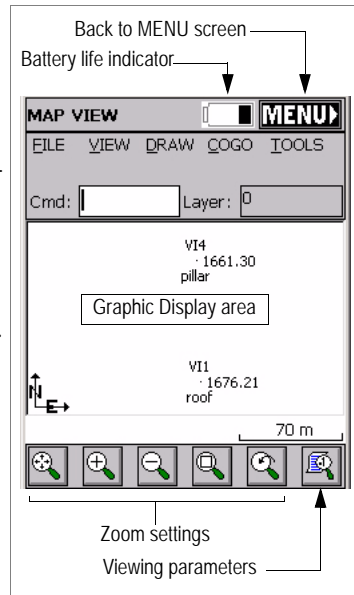 Back to MENU screen
Battery life indicator
MAP VIEW MENU
FILE VIEW DRAW COGO TOOLS
Cmd: Layer: 0
VI4
1661.30
pillar
Graphic Display area
VI1
1676.21
roof
N
E
70 m
Zoom settings
Viewing parameters